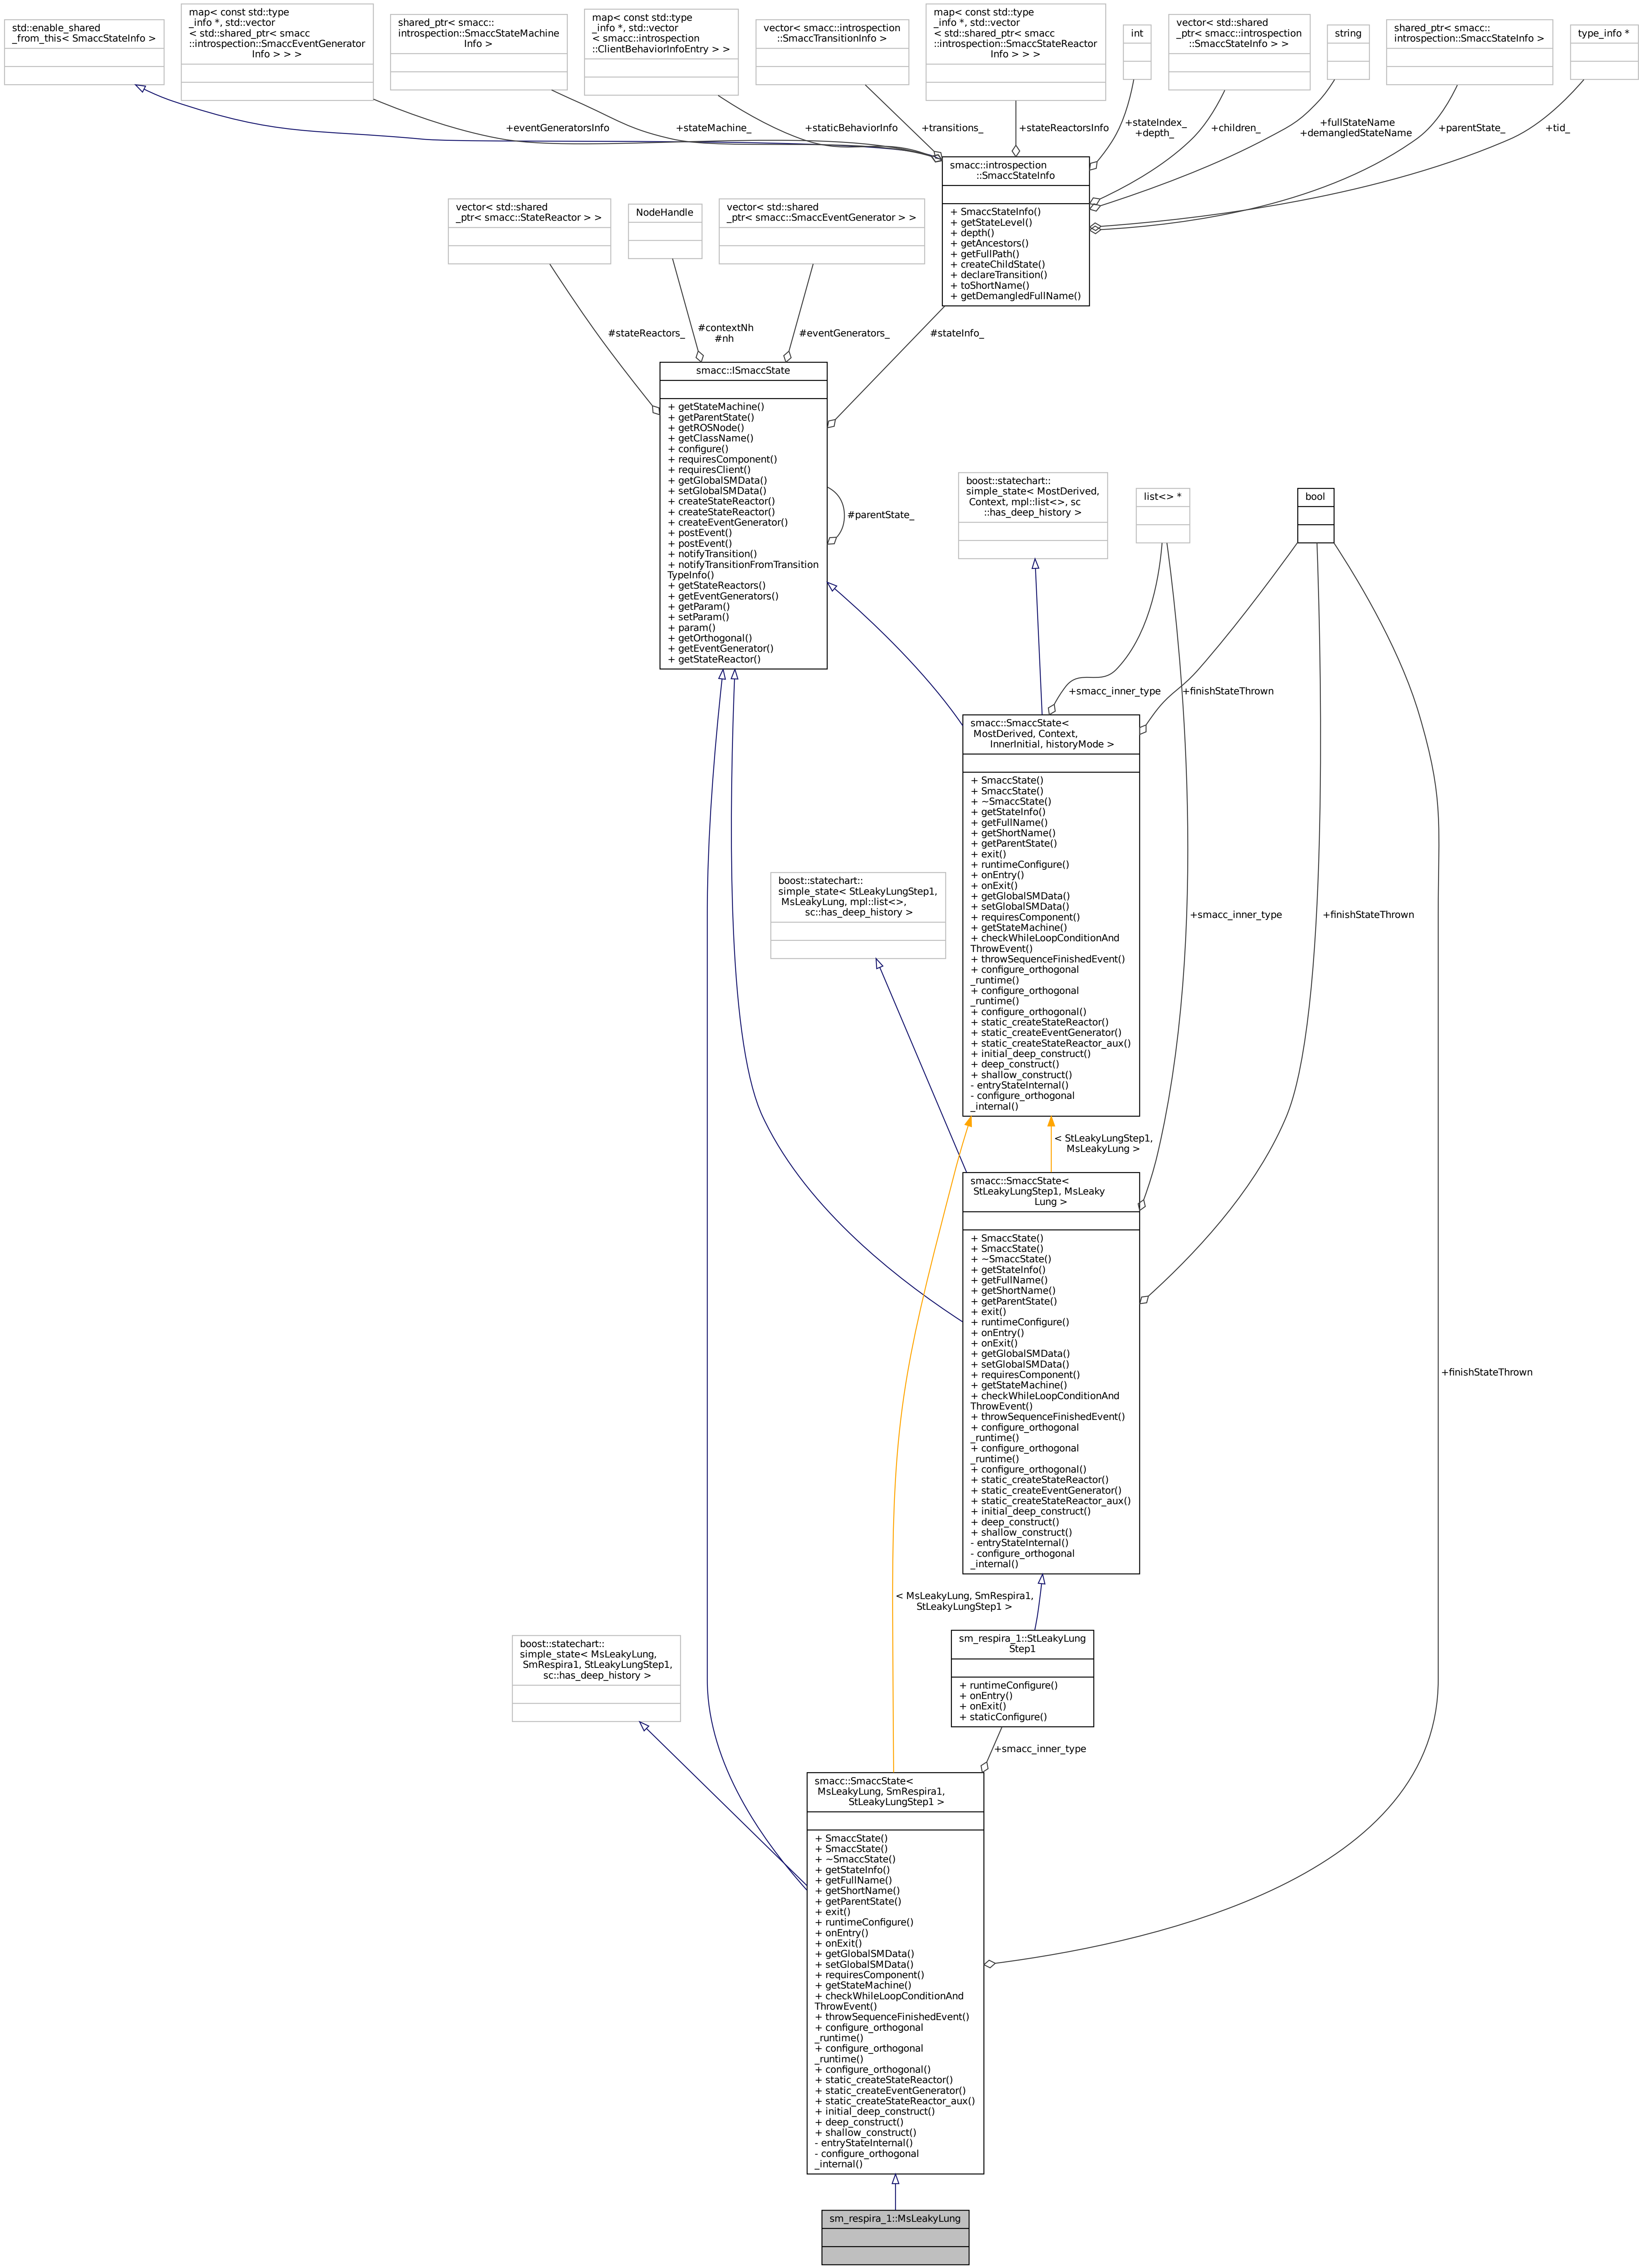 std::enable_shared
_from_this< SmaccStateInfo >
map< const std::type
_info *, std::vector
< std::shared_ptr< smacc
::introspection::SmaccEventGenerator
Info > > >
shared_ptr< smacc::
introspection::SmaccStateMachine
Info >
map< const std::type
_info *, std::vector
< smacc::introspection
::ClientBehaviorInfoEntry > >
vector< smacc::introspection
::SmaccTransitionInfo >
map< const std::type
_info *, std::vector
< std::shared_ptr< smacc
::introspection::SmaccStateReactor
Info > > >
int
vector< std::shared
_ptr< smacc::introspection
::SmaccStateInfo > >
string
shared_ptr< smacc::
introspection::SmaccStateInfo >
type_info *
+eventGeneratorsInfo
+stateMachine_
+staticBehaviorInfo
+transitions_
+stateReactorsInfo
+stateIndex_
+depth_
+children_
+fullStateName
+demangledStateName
+parentState_
+tid_
smacc::introspection
::SmaccStateInfo
+ SmaccStateInfo()
+ getStateLevel()
+ depth()
+ getAncestors()
+ getFullPath()
+ createChildState()
+ declareTransition()
+ toShortName()
+ getDemangledFullName()
vector< std::shared
_ptr< smacc::StateReactor > >
NodeHandle
vector< std::shared
_ptr< smacc::SmaccEventGenerator > >
#stateReactors_
#contextNh
#nh
#eventGenerators_
#stateInfo_
smacc::ISmaccState
+ getStateMachine()
+ getParentState()
+ getROSNode()
+ getClassName()
+ configure()
+ requiresComponent()
+ requiresClient()
+ getGlobalSMData()
+ setGlobalSMData()
+ createStateReactor()
+ createStateReactor()
+ createEventGenerator()
+ postEvent()
+ postEvent()
+ notifyTransition()
+ notifyTransitionFromTransition
TypeInfo()
+ getStateReactors()
+ getEventGenerators()
+ getParam()
+ setParam()
+ param()
+ getOrthogonal()
+ getEventGenerator()
+ getStateReactor()
#parentState_
boost::statechart::
simple_state< MostDerived,
Context, mpl::list<>, sc
::has_deep_history >
list<> *
bool
+smacc_inner_type
+finishStateThrown
smacc::SmaccState<
MostDerived, Context,
InnerInitial, historyMode >
+ SmaccState()
+ SmaccState()
+ ~SmaccState()
+ getStateInfo()
+ getFullName()
+ getShortName()
+ getParentState()
+ exit()
+ runtimeConfigure()
+ onEntry()
+ onExit()
+ getGlobalSMData()
+ setGlobalSMData()
+ requiresComponent()
+ getStateMachine()
+ checkWhileLoopConditionAnd
ThrowEvent()
+ throwSequenceFinishedEvent()
+ configure_orthogonal
_runtime()
+ configure_orthogonal
_runtime()
+ configure_orthogonal()
+ static_createStateReactor()
+ static_createEventGenerator()
+ static_createStateReactor_aux()
+ initial_deep_construct()
+ deep_construct()
+ shallow_construct()
- entryStateInternal()
- configure_orthogonal
_internal()
boost::statechart::
simple_state< StLeakyLungStep1,
MsLeakyLung, mpl::list<>,
sc::has_deep_history >
+smacc_inner_type
+finishStateThrown
< StLeakyLungStep1,
MsLeakyLung >
smacc::SmaccState<
StLeakyLungStep1, MsLeaky
Lung >
+ SmaccState()
+ SmaccState()
+ ~SmaccState()
+ getStateInfo()
+ getFullName()
+ getShortName()
+ getParentState()
+ exit()
+ runtimeConfigure()
+ onEntry()
+ onExit()
+ getGlobalSMData()
+ setGlobalSMData()
+ requiresComponent()
+ getStateMachine()
+ checkWhileLoopConditionAnd
ThrowEvent()
+ throwSequenceFinishedEvent()
+ configure_orthogonal
_runtime()
+ configure_orthogonal
_runtime()
+ configure_orthogonal()
+ static_createStateReactor()
+ static_createEventGenerator()
+ static_createStateReactor_aux()
+ initial_deep_construct()
+ deep_construct()
+ shallow_construct()
- entryStateInternal()
- configure_orthogonal
_internal()
+finishStateThrown
< MsLeakyLung, SmRespira1,
StLeakyLungStep1 >
sm_respira_1::StLeakyLung
Step1
+ runtimeConfigure()
+ onEntry()
+ onExit()
+ staticConfigure()
boost::statechart::
simple_state< MsLeakyLung,
SmRespira1, StLeakyLungStep1,
sc::has_deep_history >
+smacc_inner_type
smacc::SmaccState<
MsLeakyLung, SmRespira1,
StLeakyLungStep1 >
+ SmaccState()
+ SmaccState()
+ ~SmaccState()
+ getStateInfo()
+ getFullName()
+ getShortName()
+ getParentState()
+ exit()
+ runtimeConfigure()
+ onEntry()
+ onExit()
+ getGlobalSMData()
+ setGlobalSMData()
+ requiresComponent()
+ getStateMachine()
+ checkWhileLoopConditionAnd
ThrowEvent()
+ throwSequenceFinishedEvent()
+ configure_orthogonal
_runtime()
+ configure_orthogonal
_runtime()
+ configure_orthogonal()
+ static_createStateReactor()
+ static_createEventGenerator()
+ static_createStateReactor_aux()
+ initial_deep_construct()
+ deep_construct()
+ shallow_construct()
- entryStateInternal()
- configure_orthogonal
_internal()
sm_respira_1::MsLeakyLung